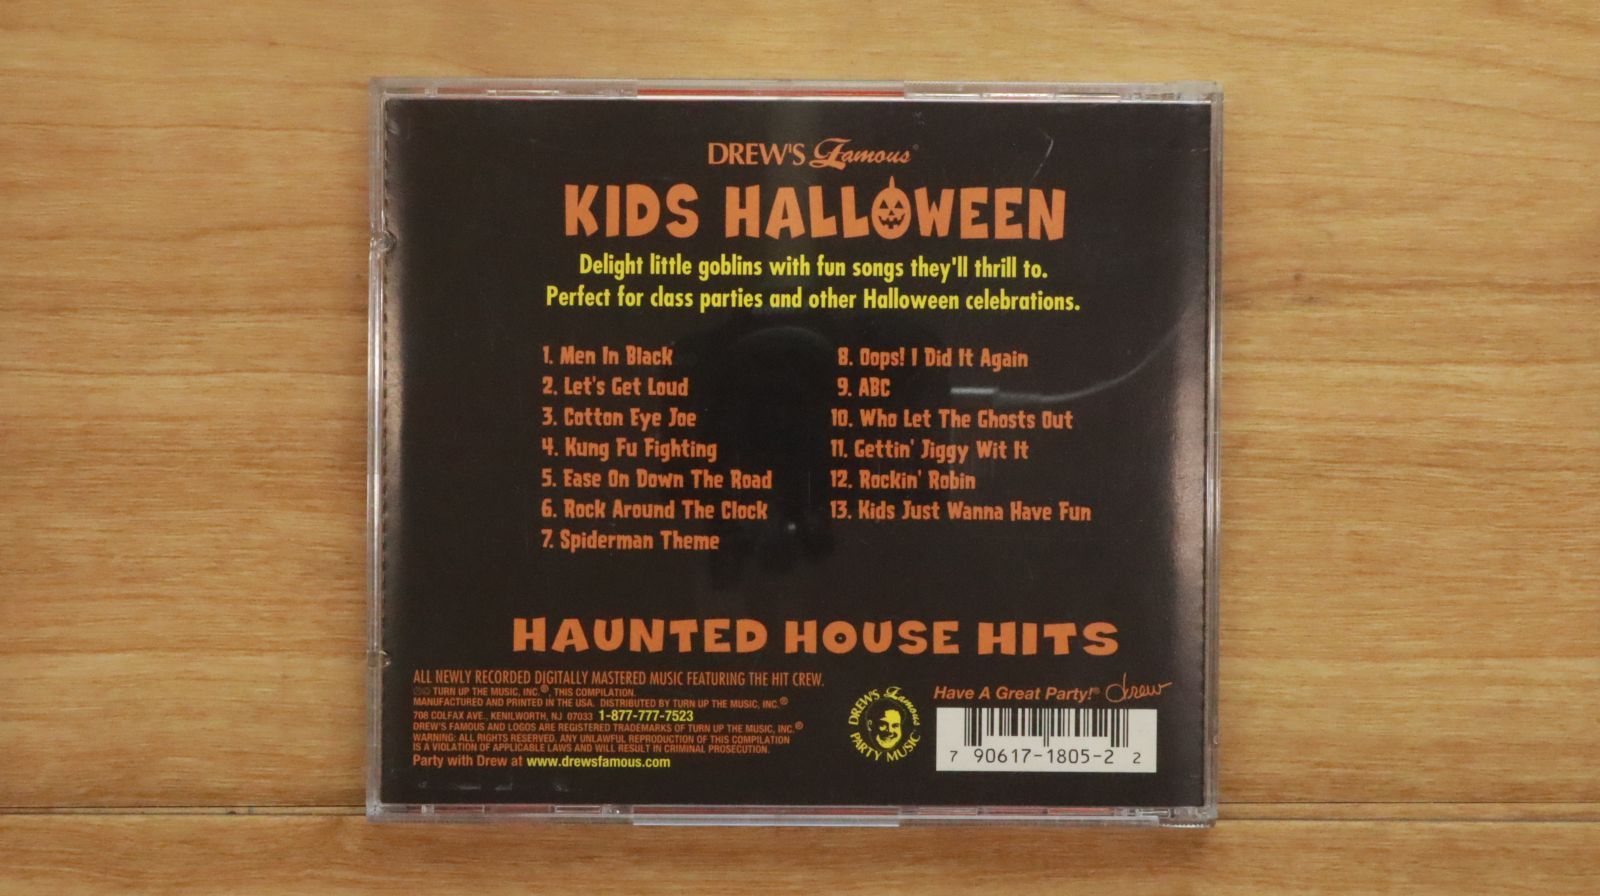 DREW'S Famous®
KIDS HALLOWEEN
Delight little goblins with fun songs they'll thrill to.
Perfect for class parties and other Halloween celebrations.
1. Men In Black
2. Let's Get Loud
3. Cotton Eye Joe
4. Kung Fu Fighting
5. Ease On Down The Road
6. Rock Around The Clock
7. Spiderman Theme
8. Oops! I Did It Again
9. ABC
10. Who Let The Ghosts Out
11. Gettin' Jiggy Wit It
12. Rockin' Robin
13. Kids Just Wanna Have Fun
HAUNTED HOUSE HITS
ALL NEWLY RECORDED DIGITALLY MASTERED MUSIC FEATURING THE HIT CREW.
℗© TURN UP THE MUSIC, INC.®, THIS COMPILATION.
MANUFACTURED AND PRINTED IN THE USA. DISTRIBUTED BY TURN UP THE MUSIC, INC.®
708 COLFAX AVE., KENILWORTH, NJ 07033 1-877-777-7523
DREW'S FAMOUS AND LOGOS ARE REGISTERED TRADEMARKS OF TURN UP THE MUSIC, INC.®
WARNING: ALL RIGHTS RESERVED. ANY UNLAWFUL REPRODUCTION OF THIS COMPILATION
IS A VIOLATION OF APPLICABLE LAWS AND WILL RESULT IN CRIMINAL PROSECUTION.
Party with Drew at www.drewsfamous.com
DREW'S Famous
PARTY MUSIC
Have A Great Party!® Drew
7 90617-1805-2 2